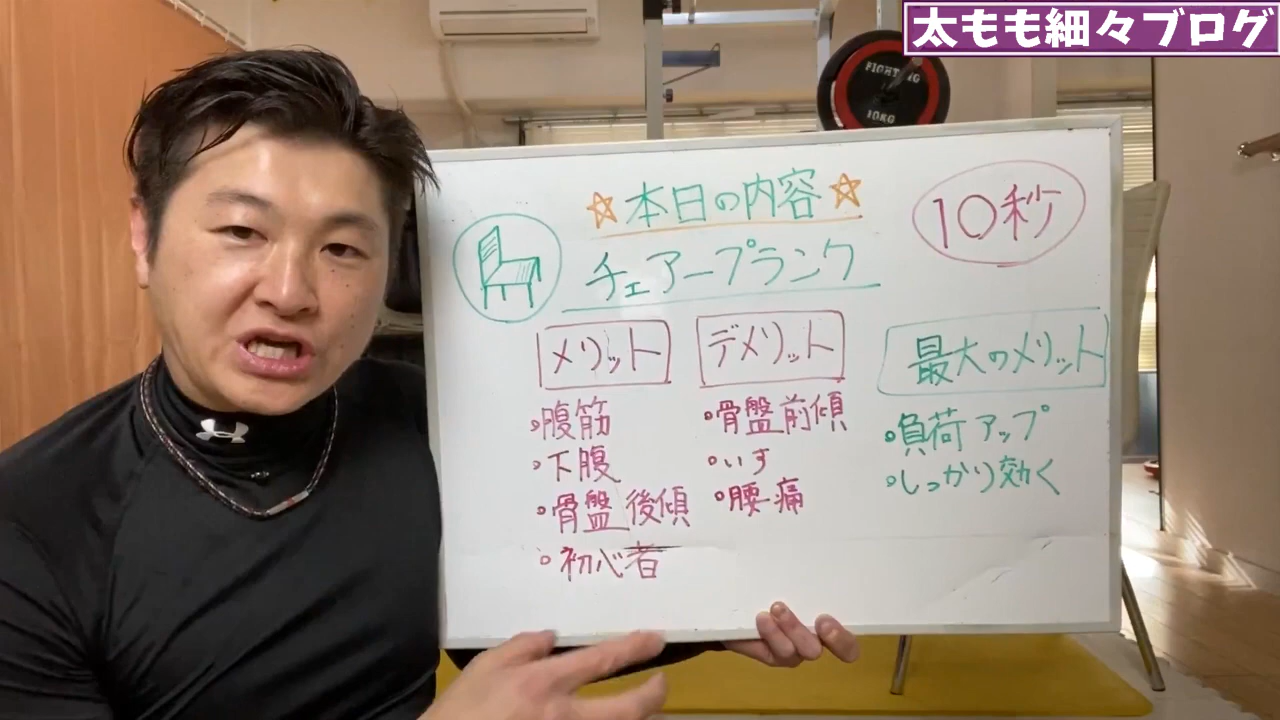 太もも細々ブログ
FIGHTING
10KG
☆本日の内容☆
10秒
チェアープランク
メリット
・腹筋
・下腹
・骨盤後傾
・初心者
デメリット
・骨盤前傾
・いす
・腰痛
最大のメリット
・負荷アップ
・しっかり効く